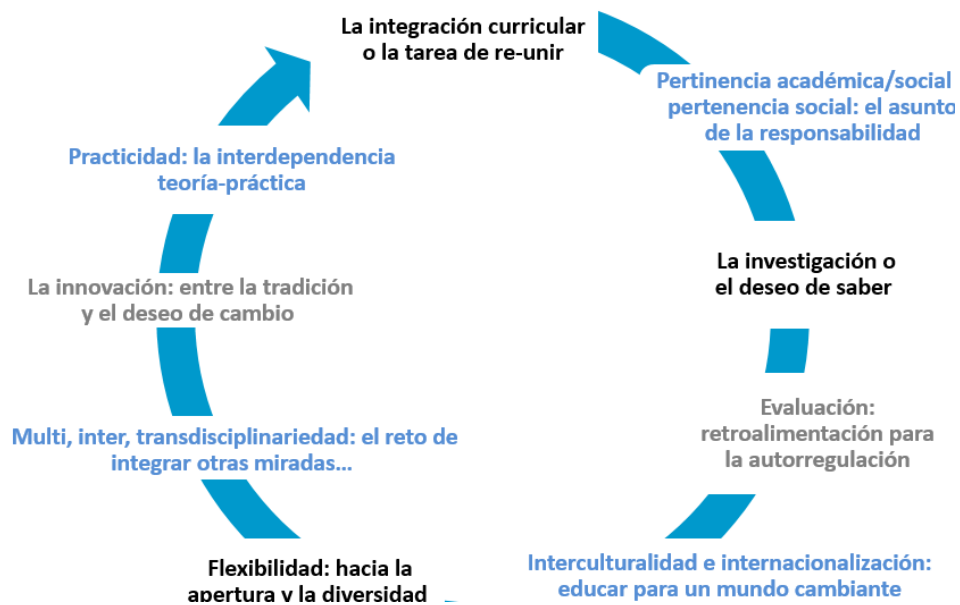 La integración curricular
o la tarea de re-unir
Pertinencia académica/social
pertenencia social: el asunto
de la responsabilidad
La investigación o
el deseo de saber
Evaluación:
retroalimentación para
la autorregulación
Interculturalidad e internacionalización:
educar para un mundo cambiante
Flexibilidad: hacia la
apertura y la diversidad
Multi, inter, transdisciplinariedad: el reto de
integrar otras miradas...
La innovación: entre la tradición
y el deseo de cambio
Practicidad: la interdependencia
teoría-práctica